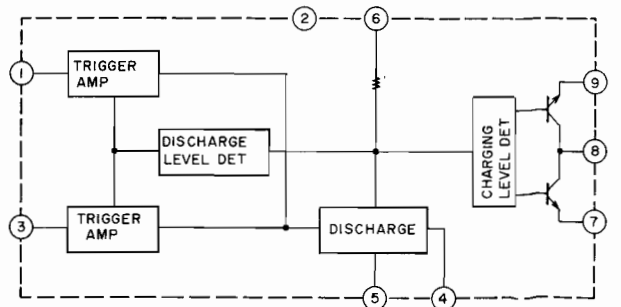 2
6
1
TRIGGER
AMP
9
DISCHARGE
LEVEL DET
CHARGING
LEVEL DET
8
3
TRIGGER
AMP
DISCHARGE
7
5
4